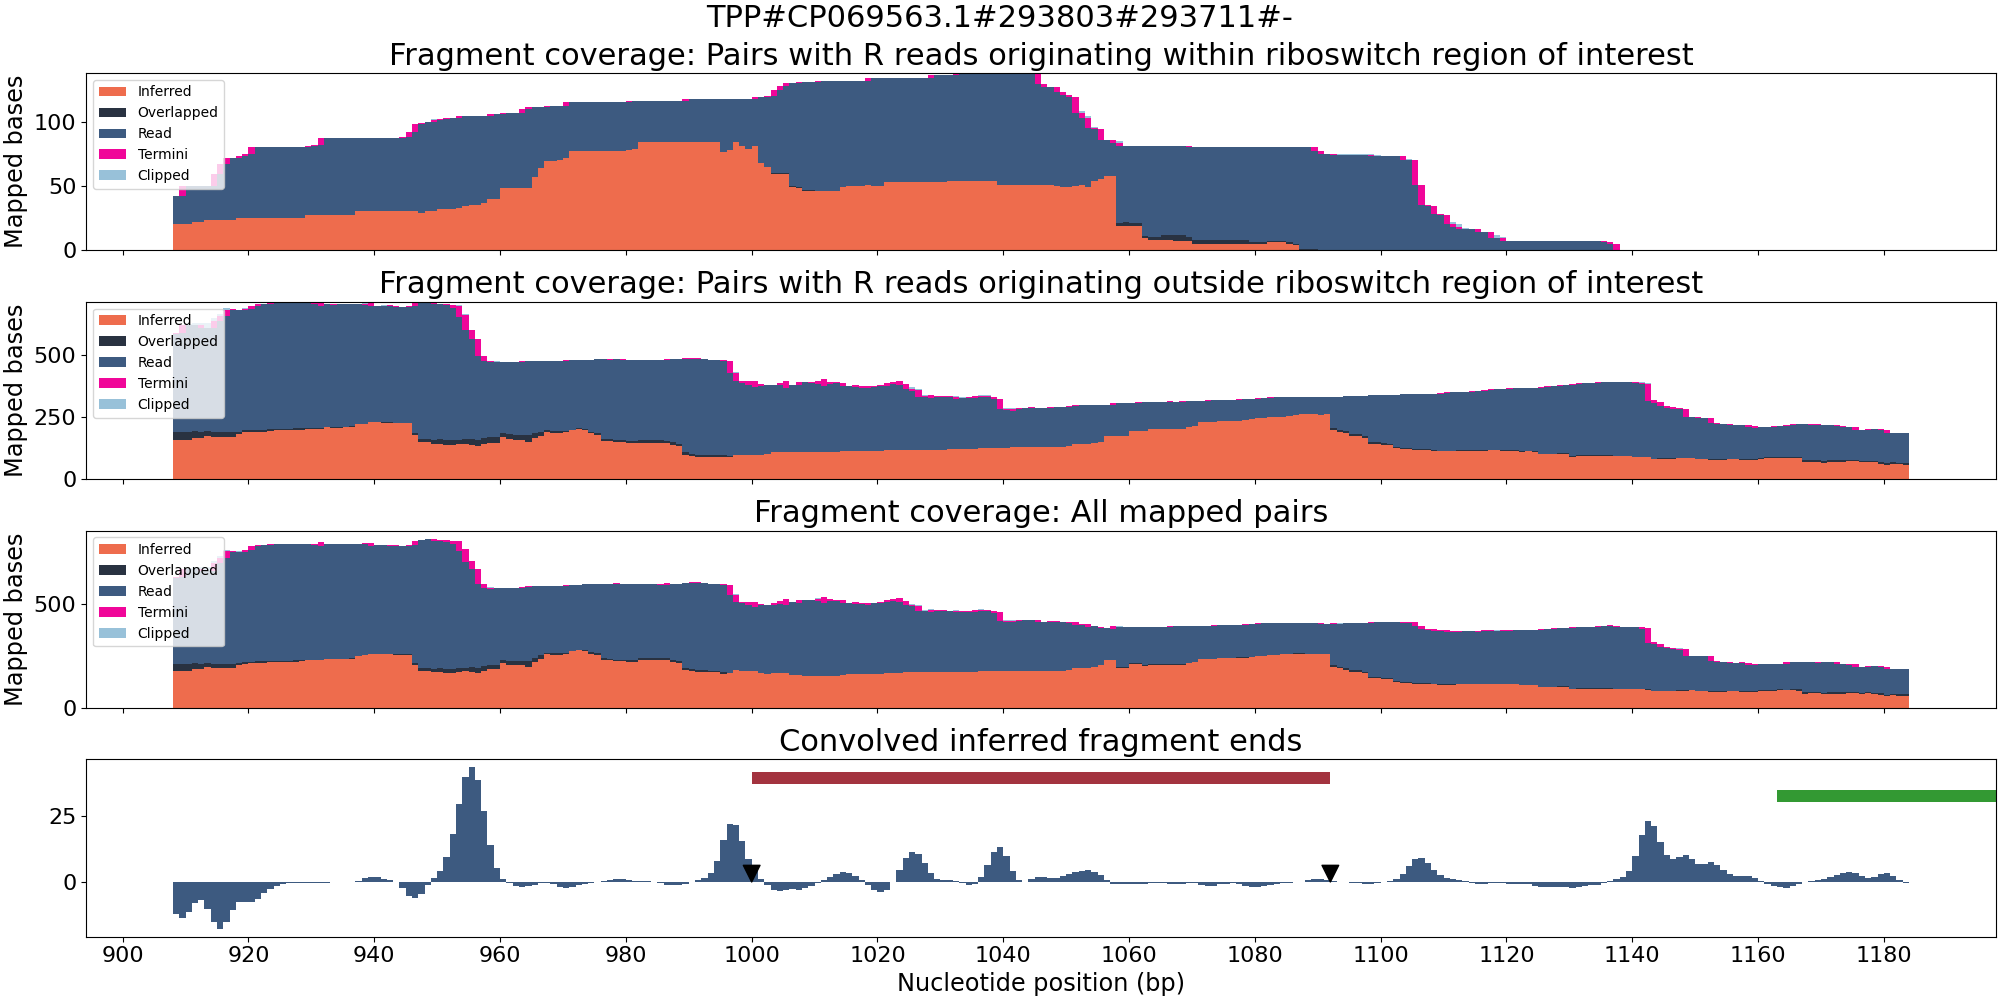 TPP#CP069563.1#293803#293711#-
Fragment coverage: Pairs with R reads originating within riboswitch region of interest
Mapped bases
100
50
0
Inferred
Overlapped
Read
Termini
Clipped
Fragment coverage: Pairs with R reads originating outside riboswitch region of interest
Mapped bases
500
250
0
Inferred
Overlapped
Read
Termini
Clipped
Fragment coverage: All mapped pairs
Mapped bases
500
0
Inferred
Overlapped
Read
Termini
Clipped
Convolved inferred fragment ends
25
0
900 920 940 960 980 1000 1020 1040 1060 1080 1100 1120 1140 1160 1180
Nucleotide position (bp)